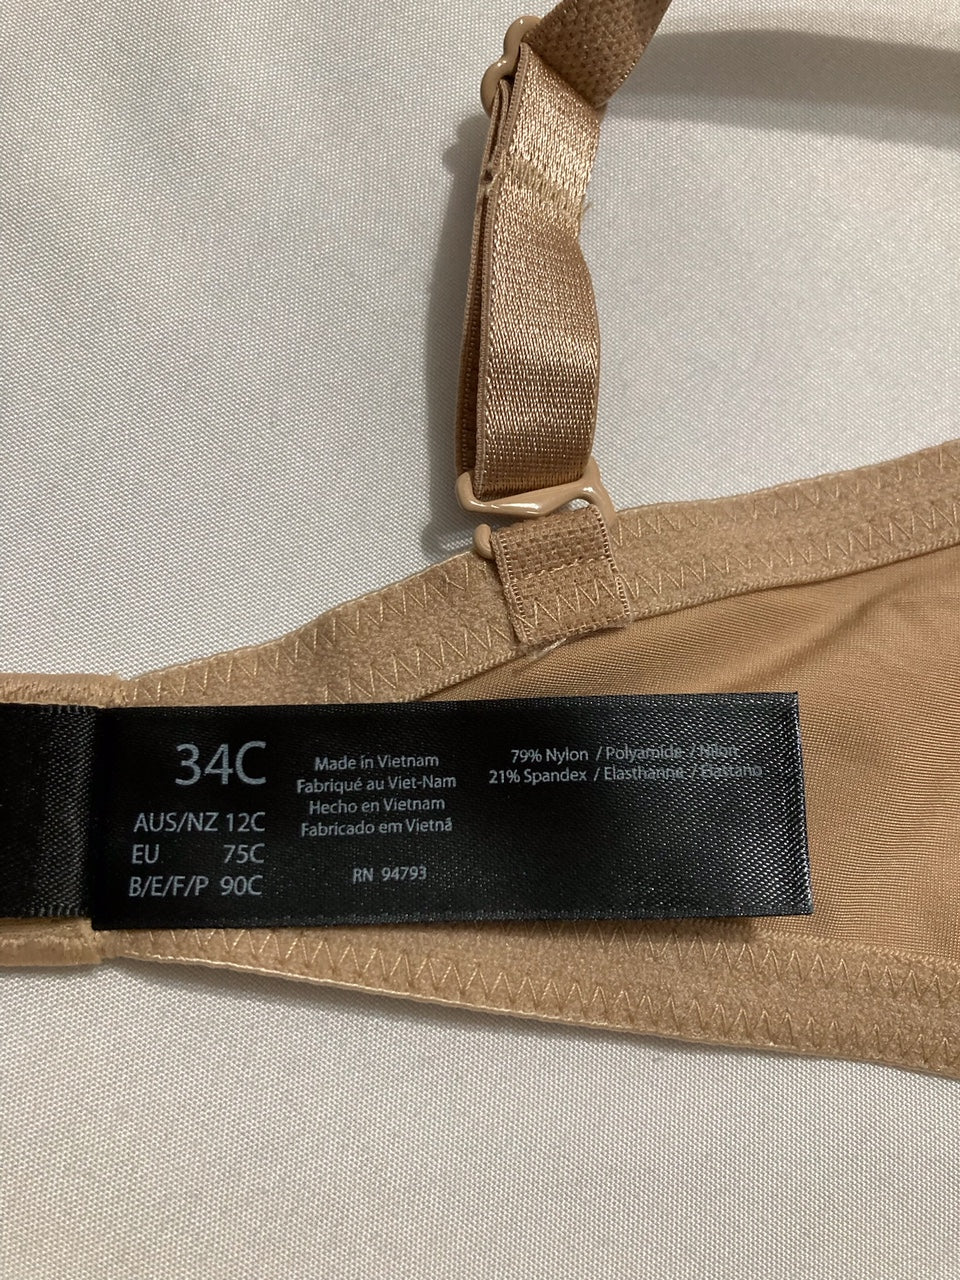 34C
AUS/NZ 12C
EU 75C
B/E/F/P 90C
Made in Vietnam
Fabriqué au Viet-Nam
Hecho en Vietnam
Fabricado em Vietnã
RN 94793
79% Nylon / Polyamide / Nilon
21% Spandex / Elasthanne / Elastano